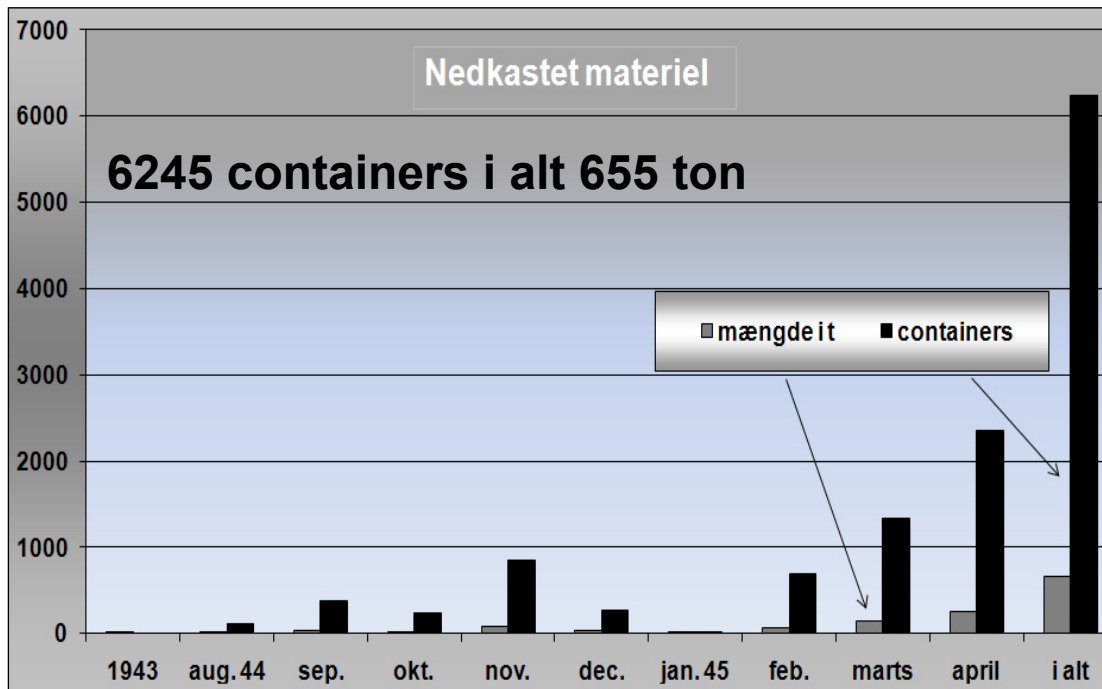 Nedkastet materiel
6245 containers i alt 655 ton
7000
6000
5000
4000
3000
2000
1000
0
mængde i t containers
1943 aug. 44 sep. okt. nov. dec. jan. 45 feb. marts april i alt